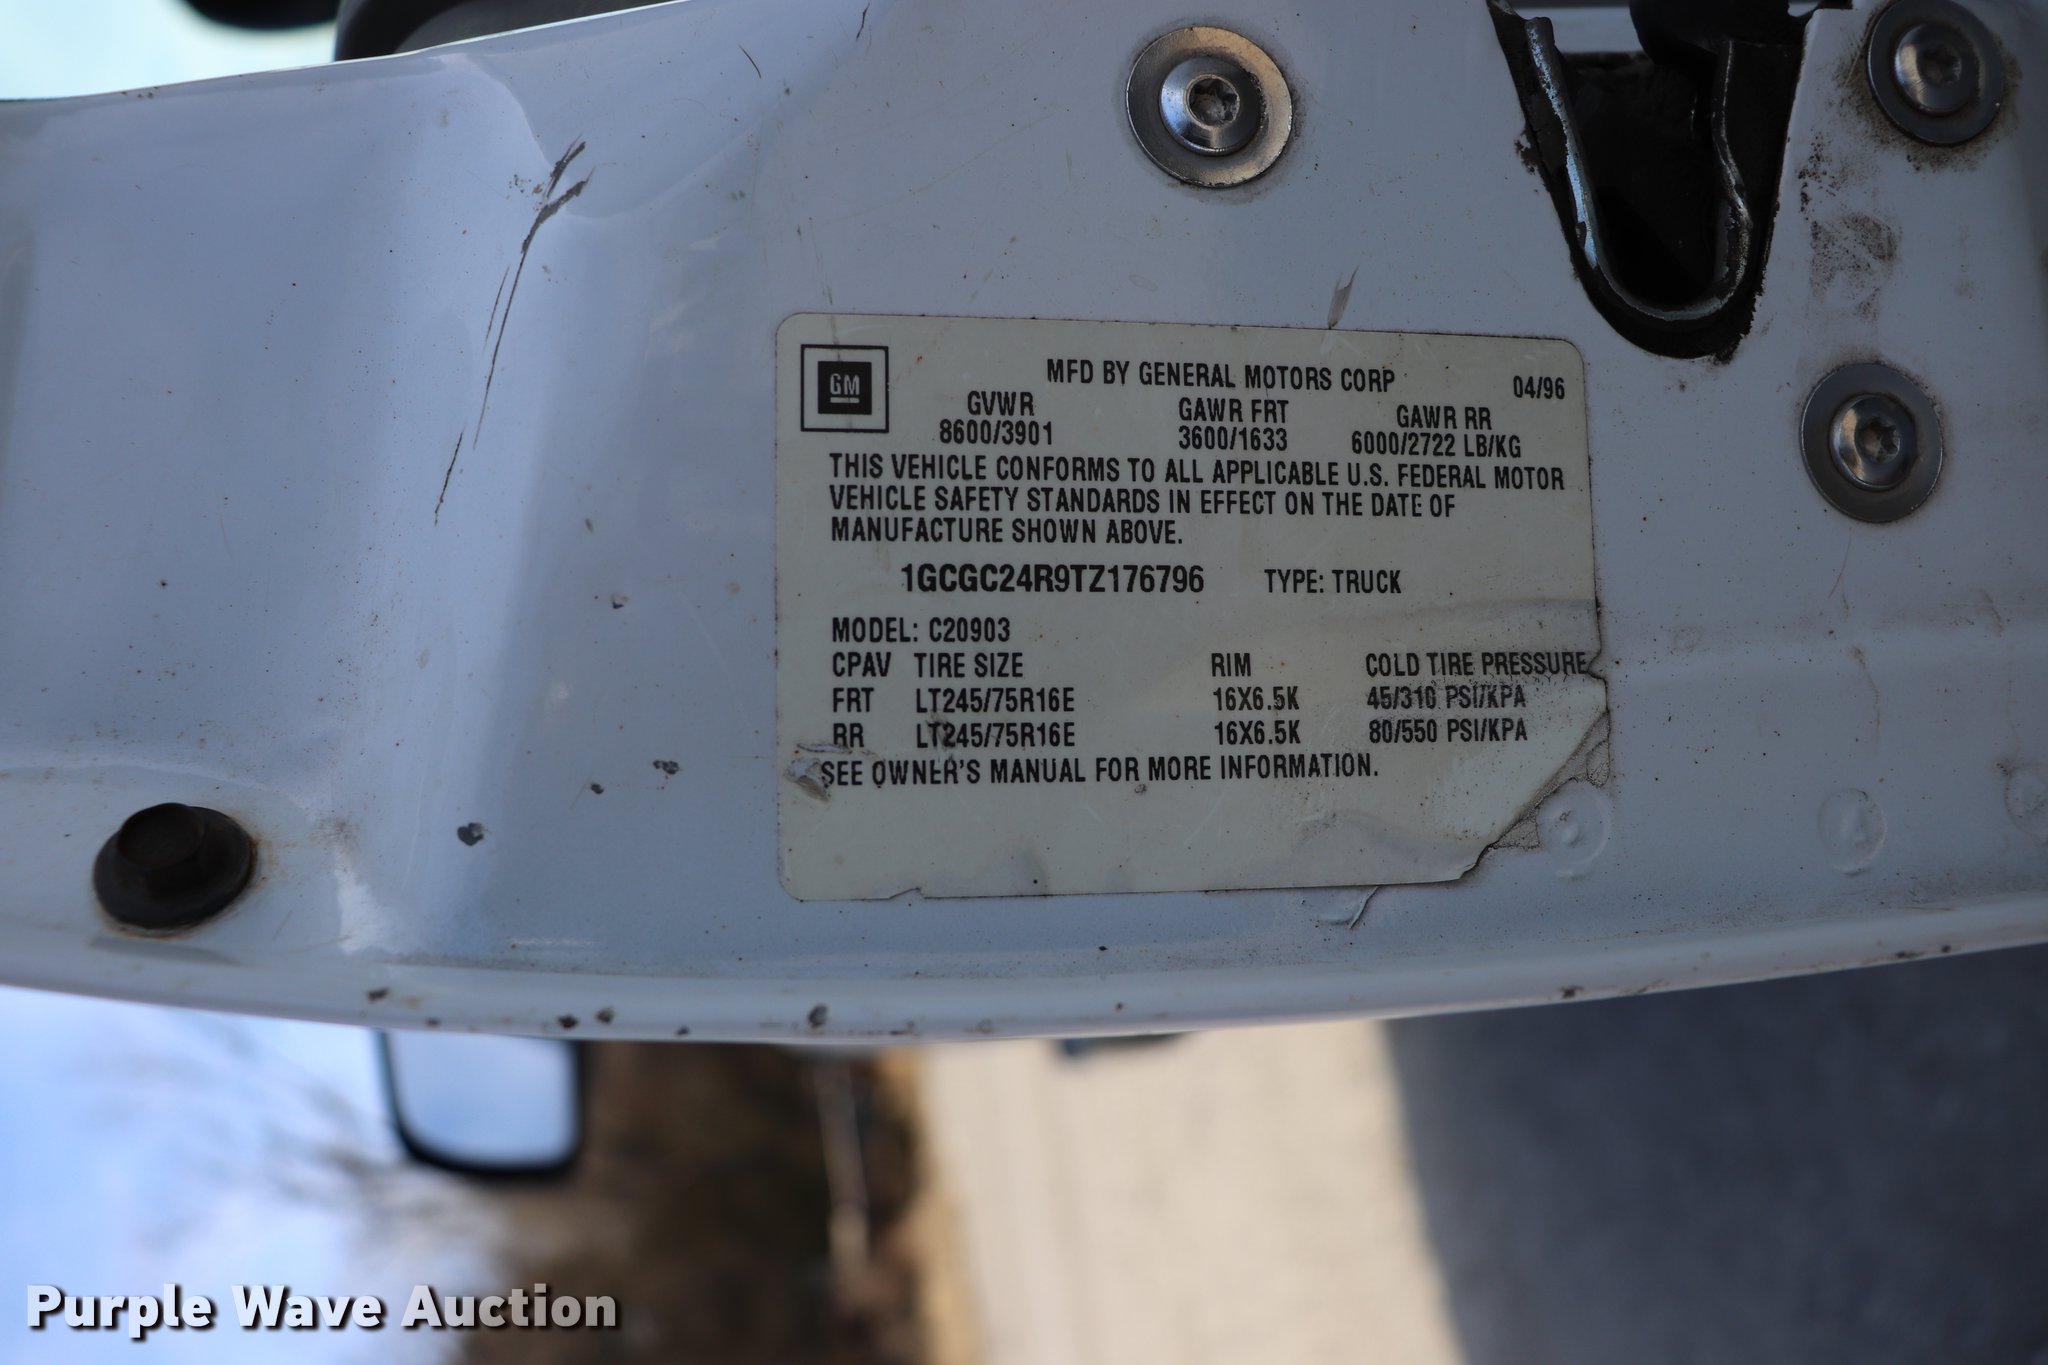 GM
MFD BY GENERAL MOTORS CORP 04/96
GVWR GAWR FRT GAWR RR
8600/3901 3600/1633 6000/2722 LB/KG
THIS VEHICLE CONFORMS TO ALL APPLICABLE U.S. FEDERAL MOTOR
VEHICLE SAFETY STANDARDS IN EFFECT ON THE DATE OF
MANUFACTURE SHOWN ABOVE.
1GCGC24R9TZ176796 TYPE: TRUCK
MODEL: C20903
CPAV TIRE SIZE RIM COLD TIRE PRESSURE
FRT LT245/75R16E 16X6.5K 45/310 PSI/KPA
RR LT245/75R16E 16X6.5K 80/550 PSI/KPA
SEE OWNER'S MANUAL FOR MORE INFORMATION.
Purple Wave Auction